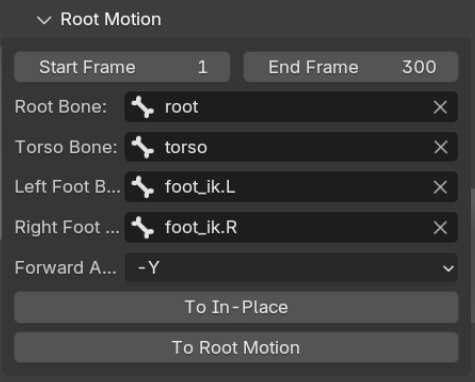 Root Motion
Start Frame 1 End Frame 300
Root Bone: root
Torso Bone: torso
Left Foot B... foot_ik.L
Right Foot ... foot_ik.R
Forward A... -Y
To In-Place
To Root Motion